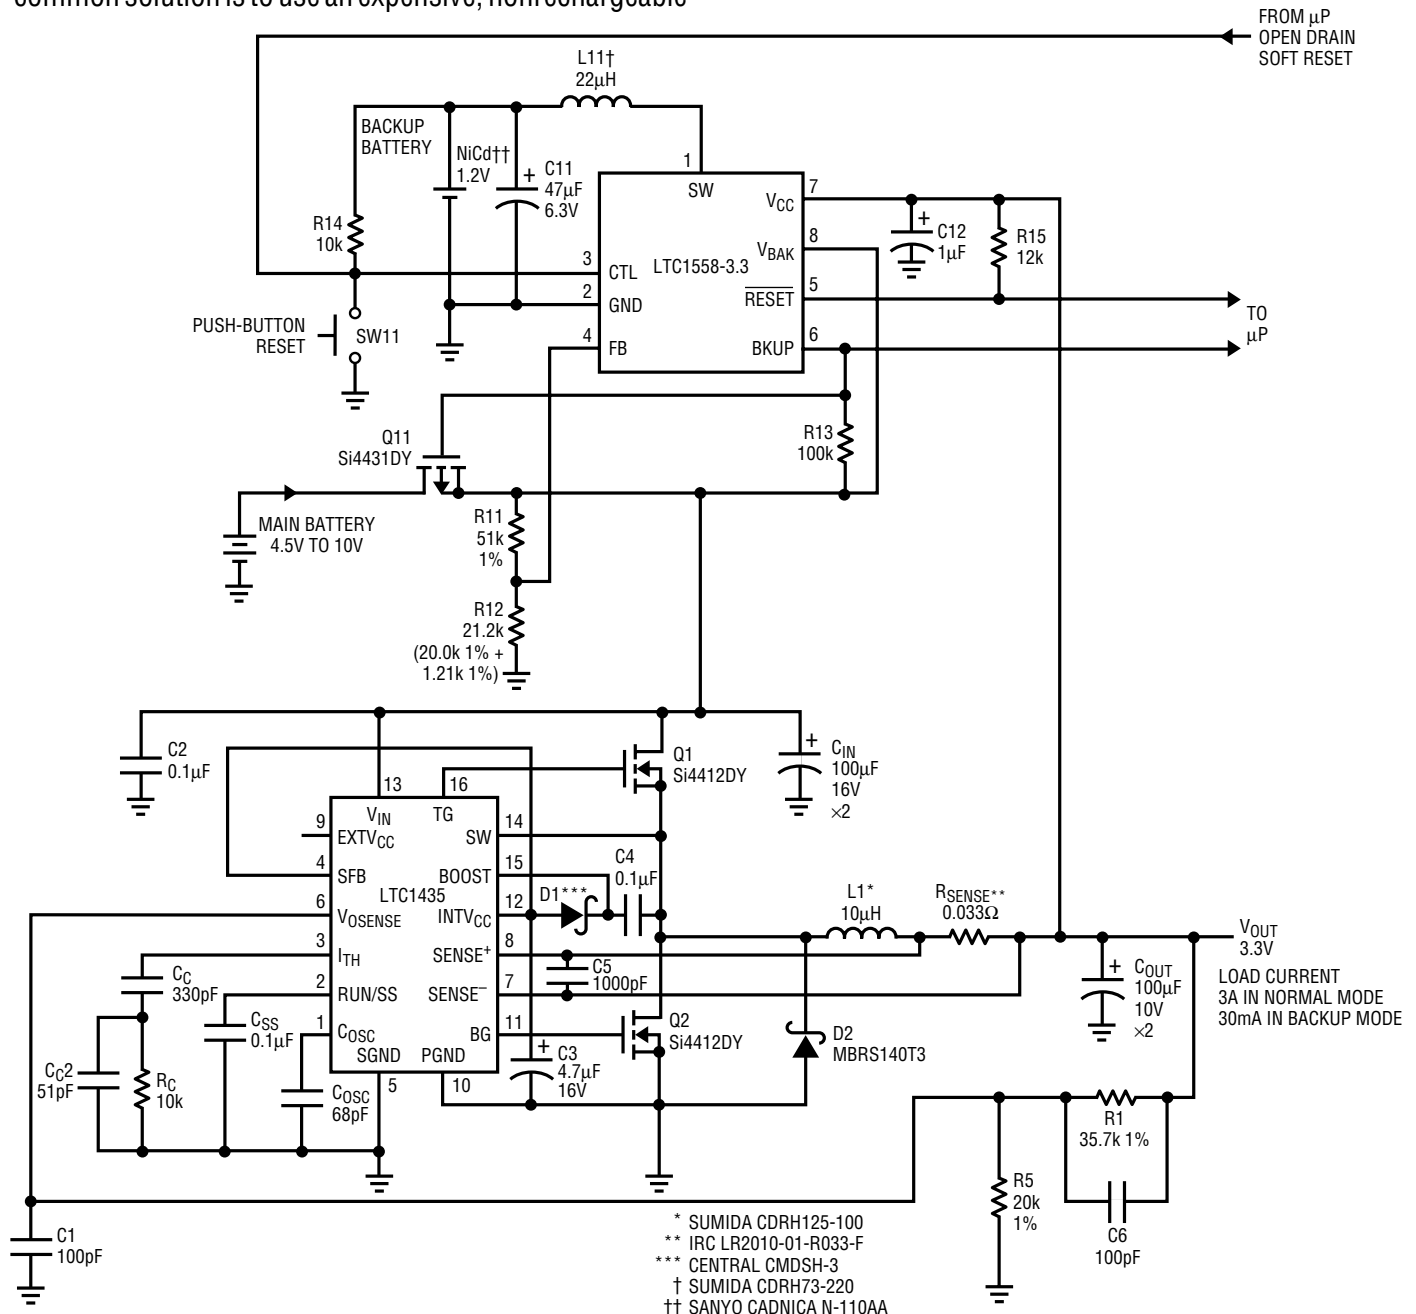 common solution is to use an expensive, nonrechargeable
FROM µP
OPEN DRAIN
SOFT RESET
L11†
22µH
BACKUP
BATTERY
NiCd††
1.2V
+
C11
47µF
6.3V
R14
10k
1
SW
7
VCC
8
VBAK
LTC1558-3.3
3
CTL
2
GND
4
FB
5
RESET
6
BKUP
+
C12
1µF
R15
12k
TO
µP
PUSH-BUTTON
RESET
SW11
Q11
Si4431DY
R13
100k
MAIN BATTERY
4.5V TO 10V
R11
51k
1%
R12
21.2k
(20.0k 1% +
1.21k 1%)
C2
0.1µF
13
16
Q1
Si4412DY
+
CIN
100µF
16V
×2
VIN
TG
9
EXTVCC
SW
14
4
SFB
BOOST
15
LTC1435
6
VOSENSE
INTVCC
12
3
ITH
SENSE+
8
2
RUN/SS
SENSE–
7
1
COSC
BG
11
SGND
PGND
5
10
D1***
C4
0.1µF
C5
1000pF
L1*
10µH
RSENSE**
0.033Ω
VOUT
3.3V
+
COUT
100µF
10V
×2
LOAD CURRENT
3A IN NORMAL MODE
30mA IN BACKUP MODE
CC
330pF
CSS
0.1µF
CC2
51pF
RC
10k
COSC
68pF
+
C3
4.7µF
16V
Q2
Si4412DY
D2
MBRS140T3
R1
35.7k 1%
R5
20k
1%
C6
100pF
C1
100pF
* SUMIDA CDRH125-100
** IRC LR2010-01-R033-F
*** CENTRAL CMDSH-3
† SUMIDA CDRH73-220
†† SANYO CADNICA N-110AA